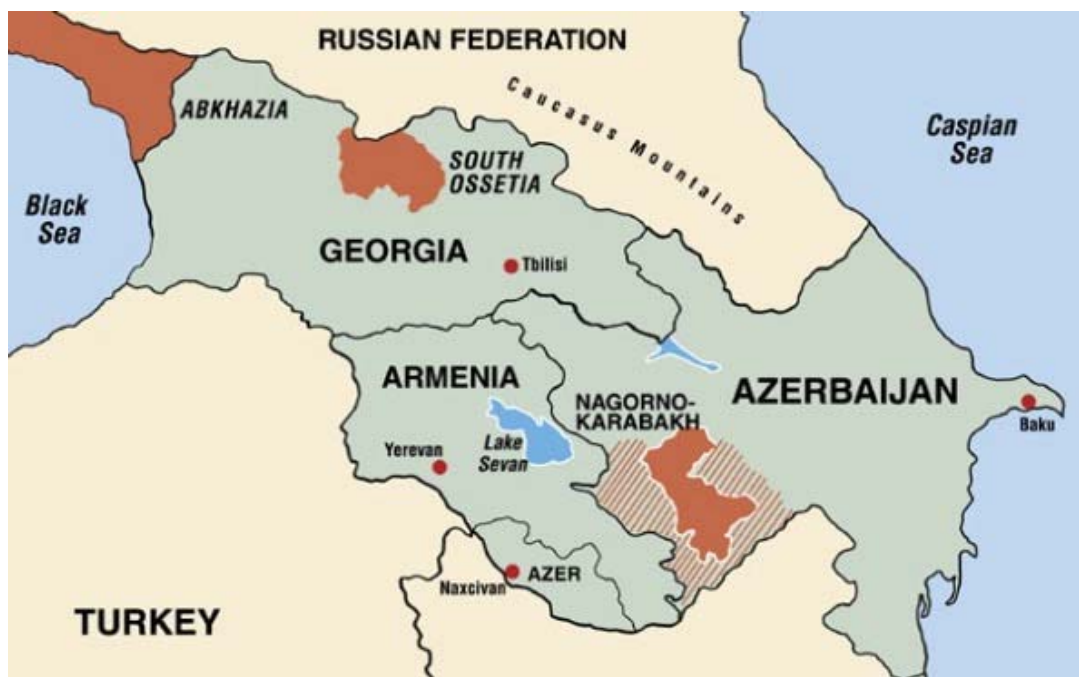 RUSSIAN FEDERATION
Caucasus Mountains
Caspian
Sea
ABKHAZIA
SOUTH
OSSETIA
Black
Sea
GEORGIA
Tbilisi
ARMENIA
AZERBAIJAN
NAGORNO-
KARABAKH
Baku
Lake
Sevan
Yerevan
AZER
Naxcivan
TURKEY